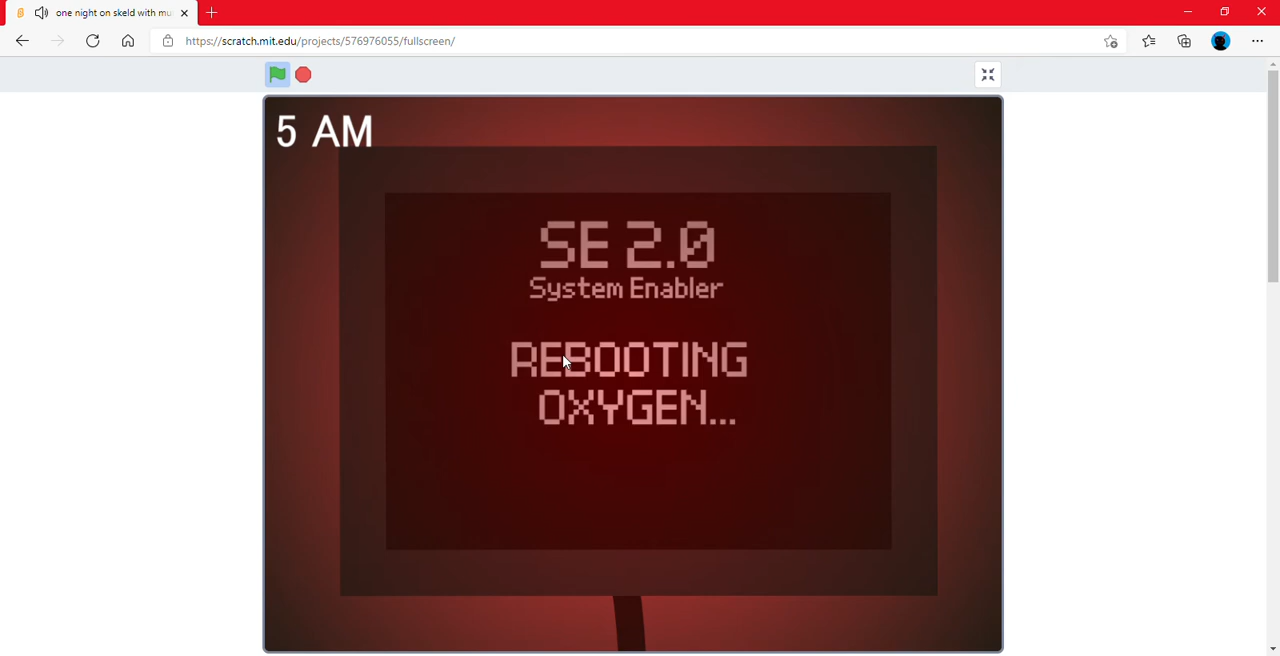 one night on skeld with mu
https://scratch.mit.edu/projects/576976055/fullscreen/
5 AM
SE 2.0
System Enabler
REBOOTING
OXYGEN...